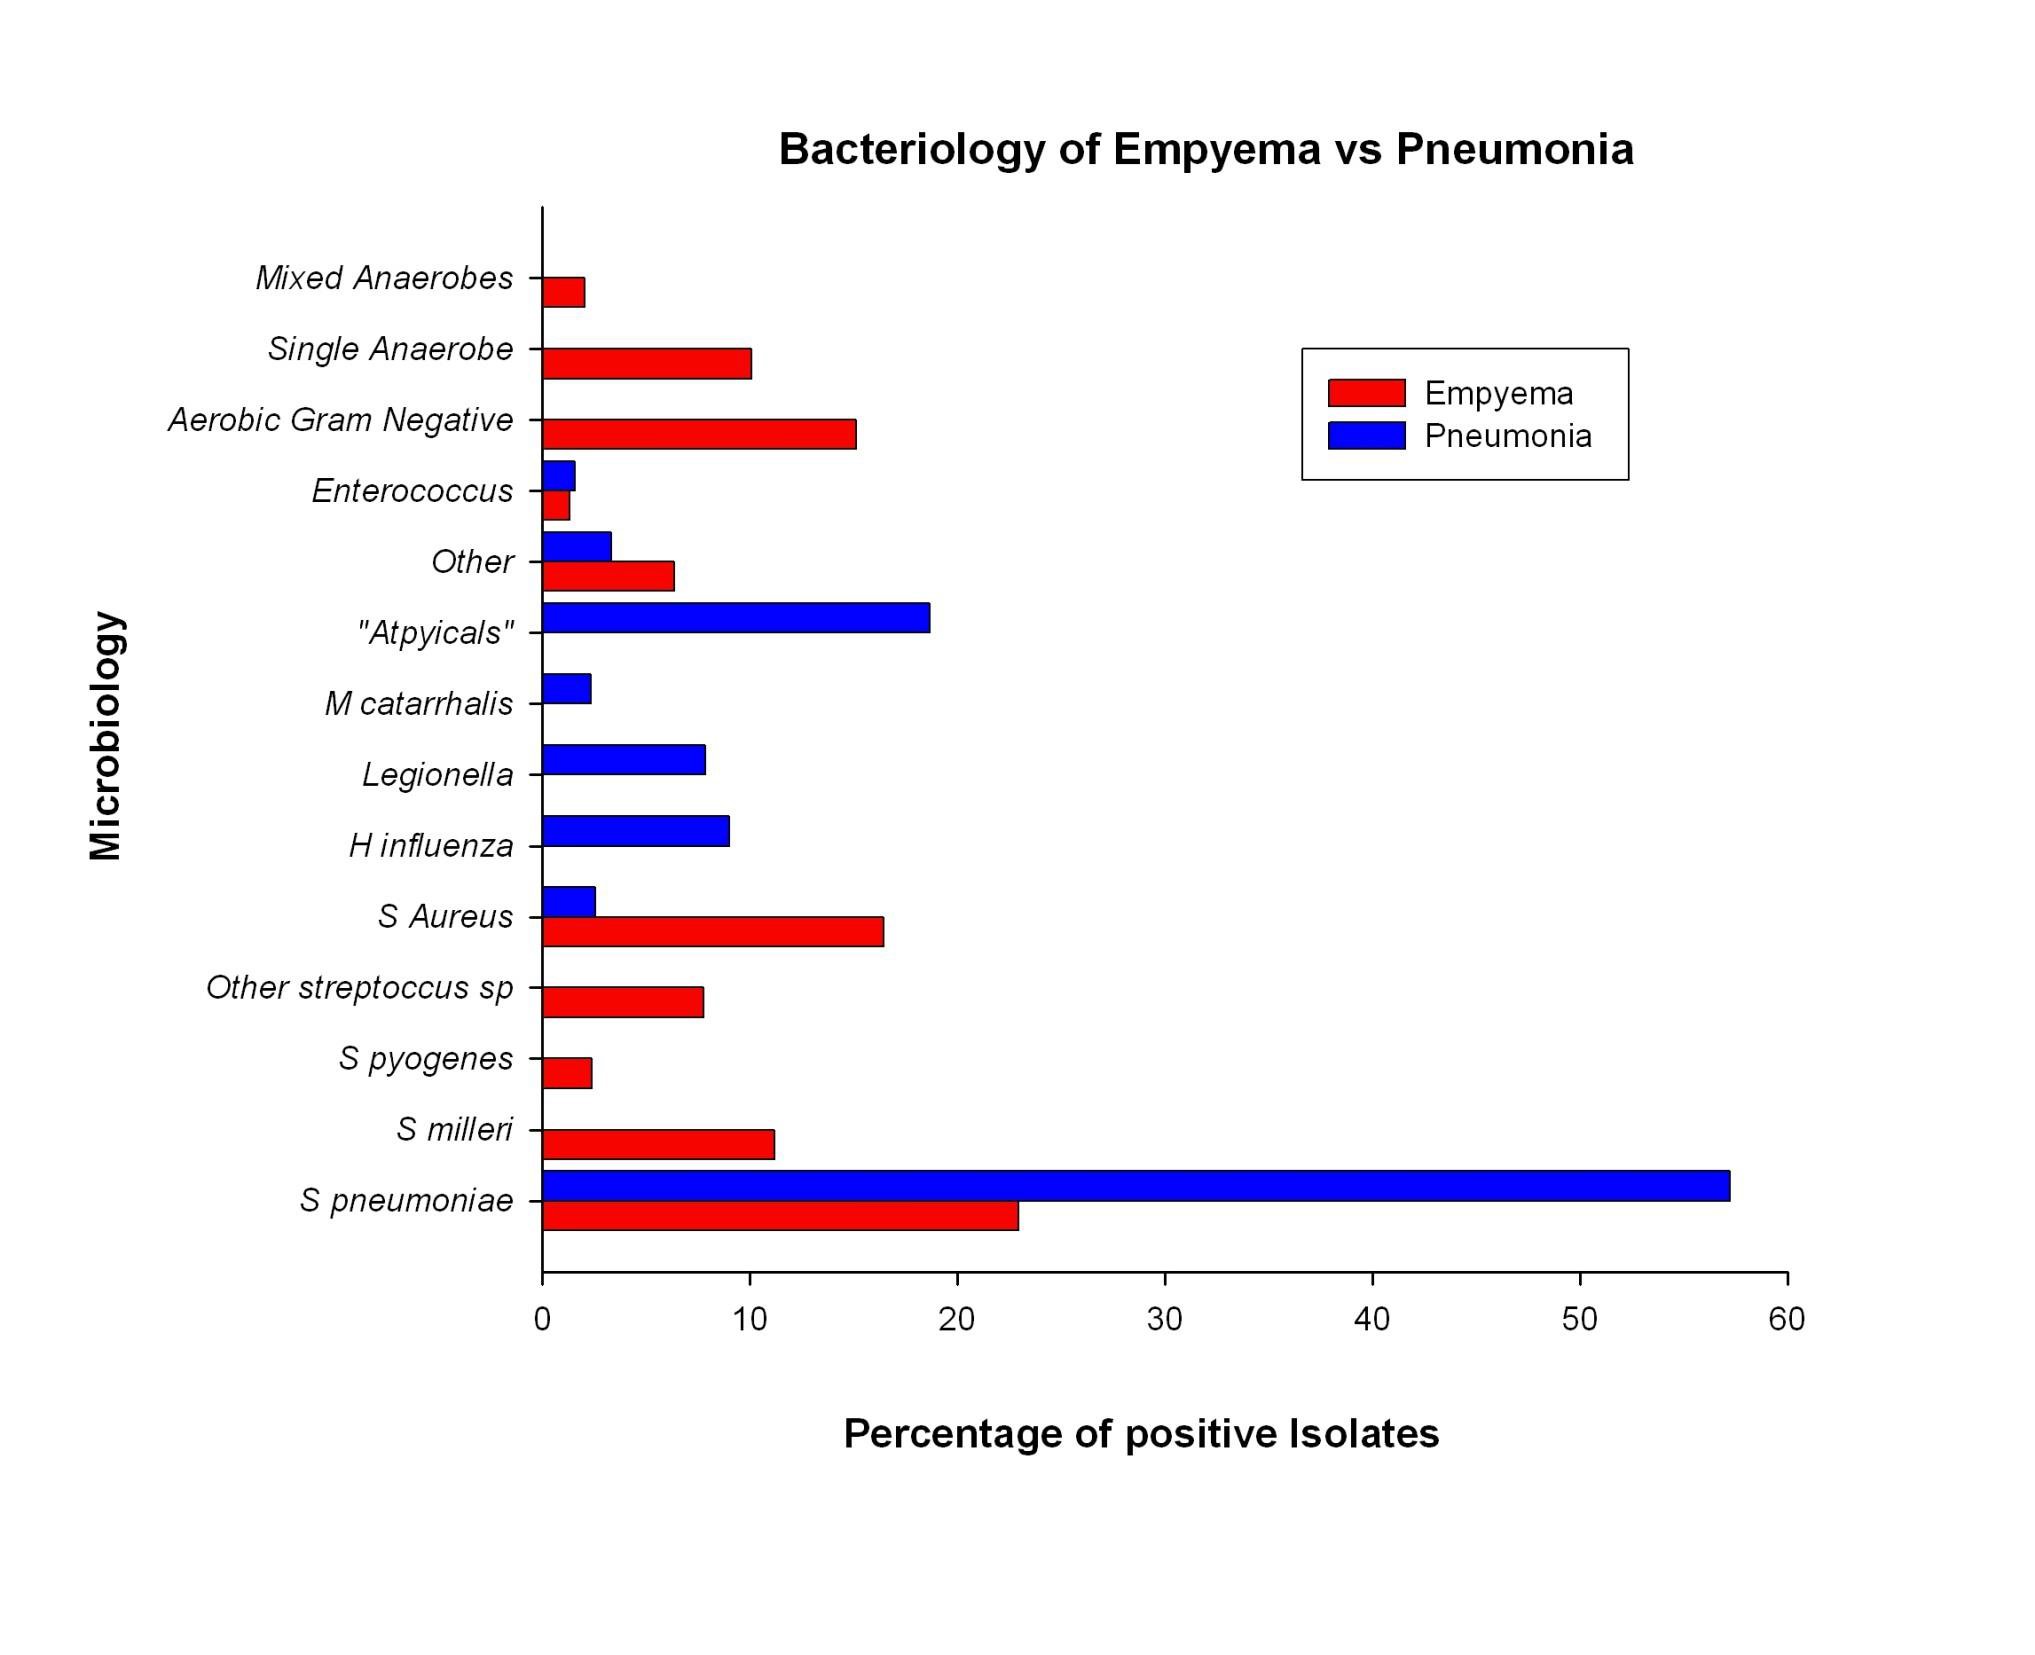 Bacteriology of Empyema vs Pneumonia
Mixed Anaerobes
Single Anaerobe
Aerobic Gram Negative
Enterococcus
Other
"Atpyicals"
M catarrhalis
Legionella
H influenza
S Aureus
Other streptoccus sp
S pyogenes
S milleri
S pneumoniae
Microbiology
Empyema
Pneumonia
0 10 20 30 40 50 60
Percentage of positive Isolates